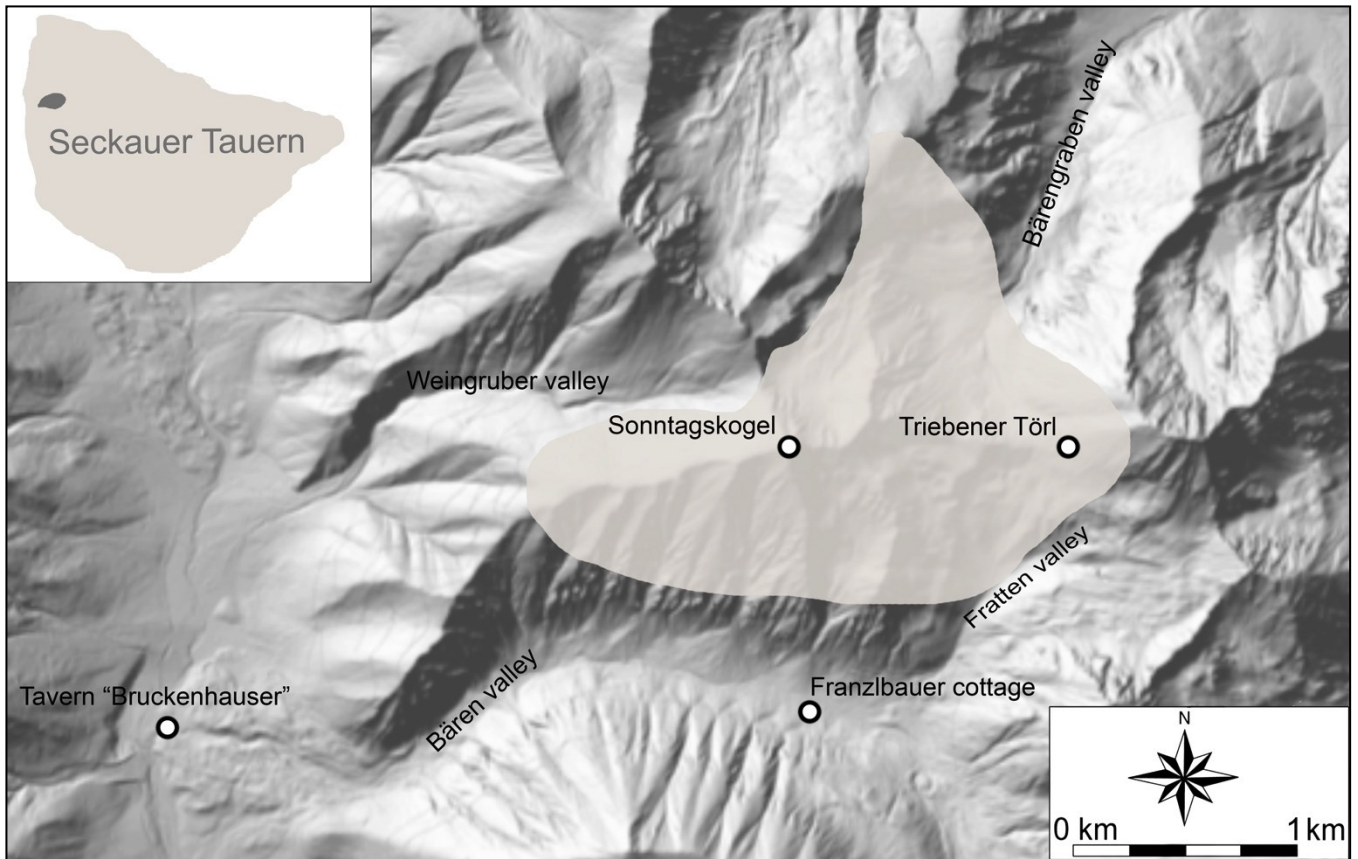 Seckauer Tauern
Bärengraben valley
Weingruber valley
Sonntagskogel
Triebener Törl
Fratten valley
Bären valley
Tavern “Bruckenhauser”
Franzlbauer cottage
N
0 km
1 km